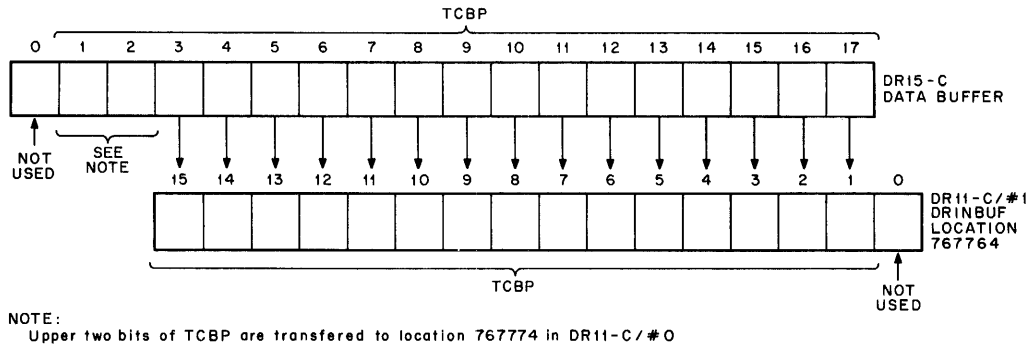 TCBP
0 1 2 3 4 5 6 7 8 9 10 11 12 13 14 15 16 17
DR15-C
DATA BUFFER
NOT
USED
SEE
NOTE
15 14 13 12 11 10 9 8 7 6 5 4 3 2 1 0
DR11-C/#1
DRINBUF
LOCATION
767764
TCBP
NOT
USED
NOTE:
Upper two bits of TCBP are transfered to location 767774 in DR11-C/#0